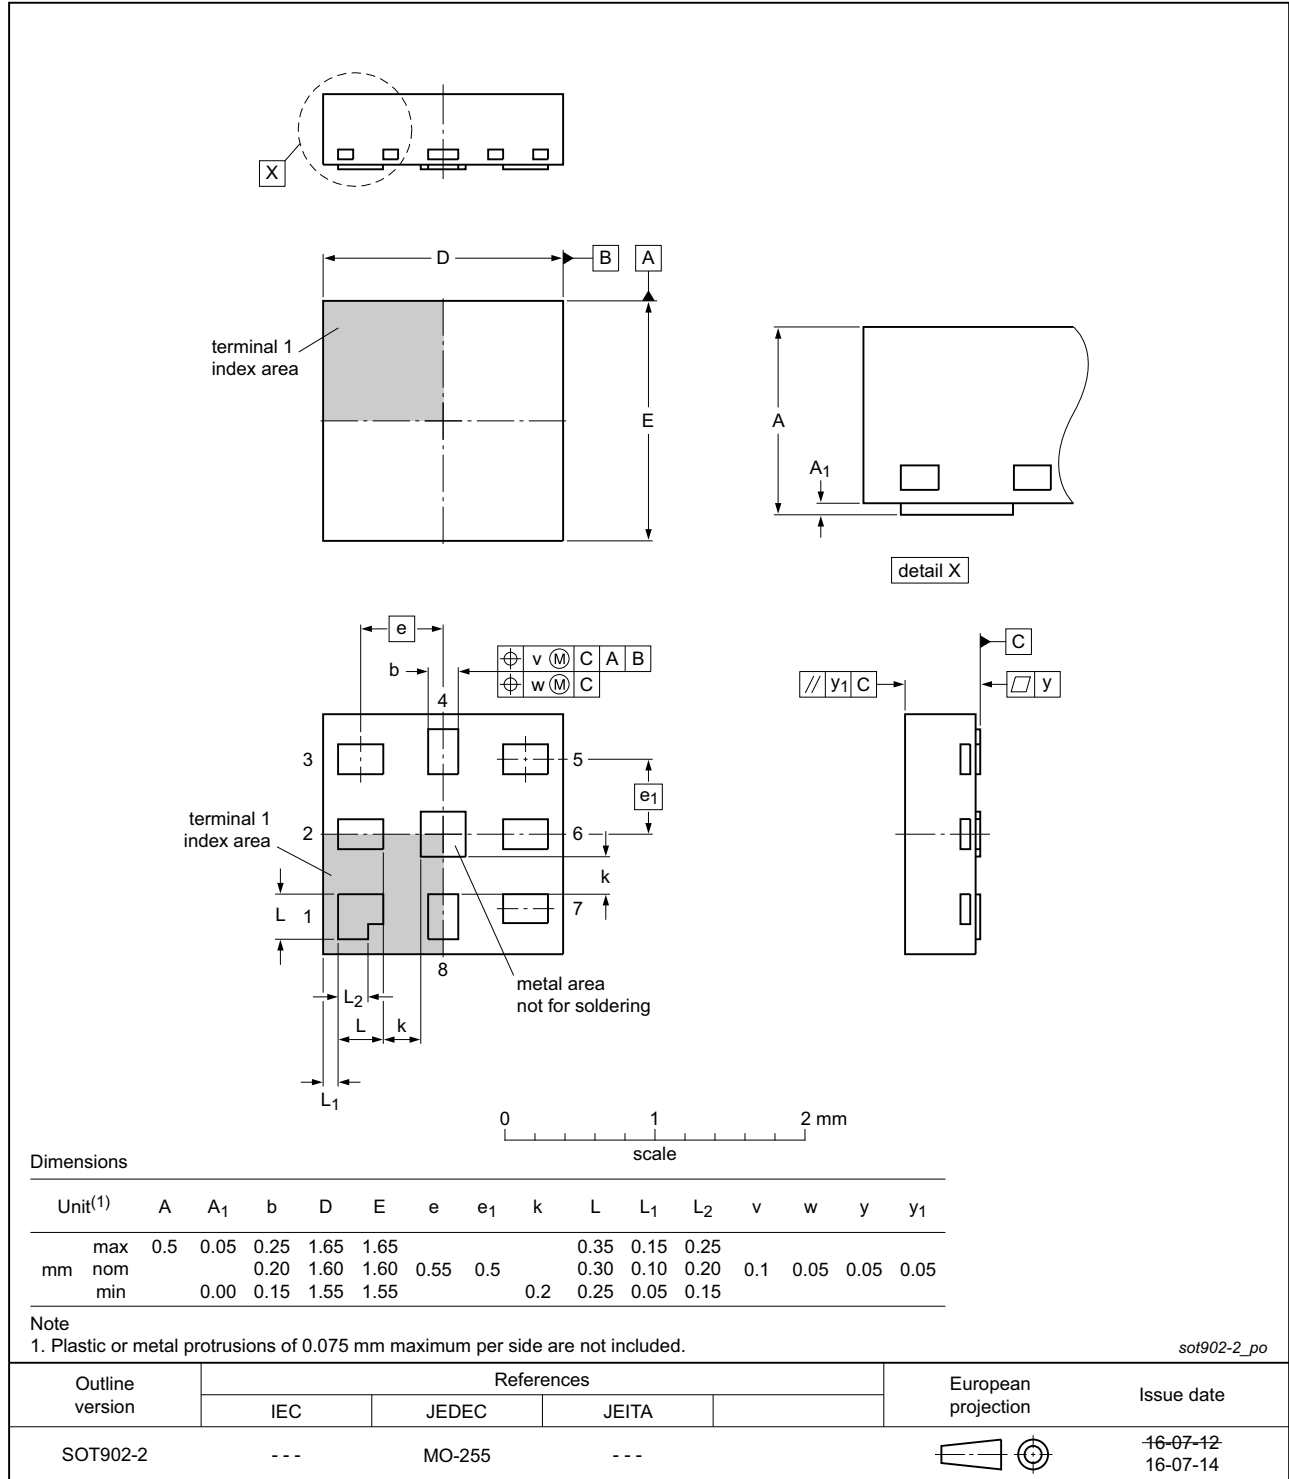 X
D
B
A
terminal 1
index area
E
A
A1
detail X
e
b
v M C A B
w M C
4
C
// y1 C
y
3
5
e1
terminal 1
index area
2
6
k
L
1
7
8
L2
metal area
not for soldering
L
k
L1
0 1 2 mm
scale
Dimensions
Unit(1) A A1 b D E e e1 k L L1 L2 v w y y1
max 0.5 0.05 0.25 1.65 1.65 0.35 0.15 0.25
mm nom 0.20 1.60 1.60 0.55 0.5 0.30 0.10 0.20 0.1 0.05 0.05 0.05
min 0.00 0.15 1.55 1.55 0.2 0.25 0.05 0.15
Note
1. Plastic or metal protrusions of 0.075 mm maximum per side are not included.
sot902-2_po
Outline
version
References
IEC JEDEC JEITA
European
projection
Issue date
SOT902-2 - - - MO-255 - - -
16-07-12
16-07-14